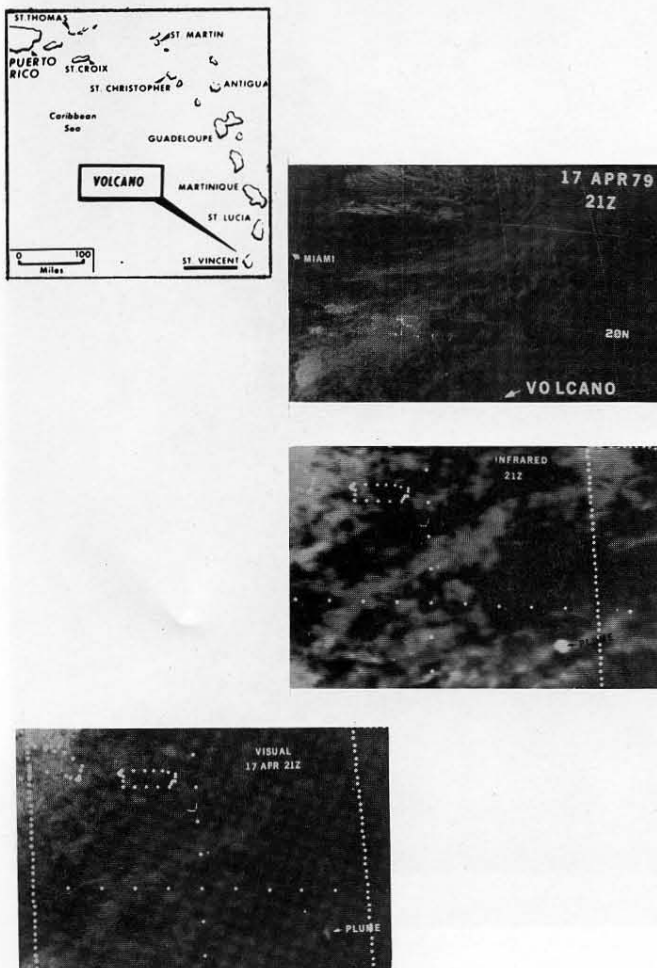 ST. THOMAS
ST. MARTIN
PUERTO
RICO
ST. CROIX
ST. CHRISTOPHER
ANTIGUA
Caribbean
Sea
GUADELOUPE
VOLCANO
MARTINIQUE
ST. LUCIA
0 100
Miles
ST. VINCENT
17 APR 79
21Z
MIAMI
20N
VOLCANO
INFRARED
21Z
PLUME
VISUAL
17 APR 21Z
PLUME